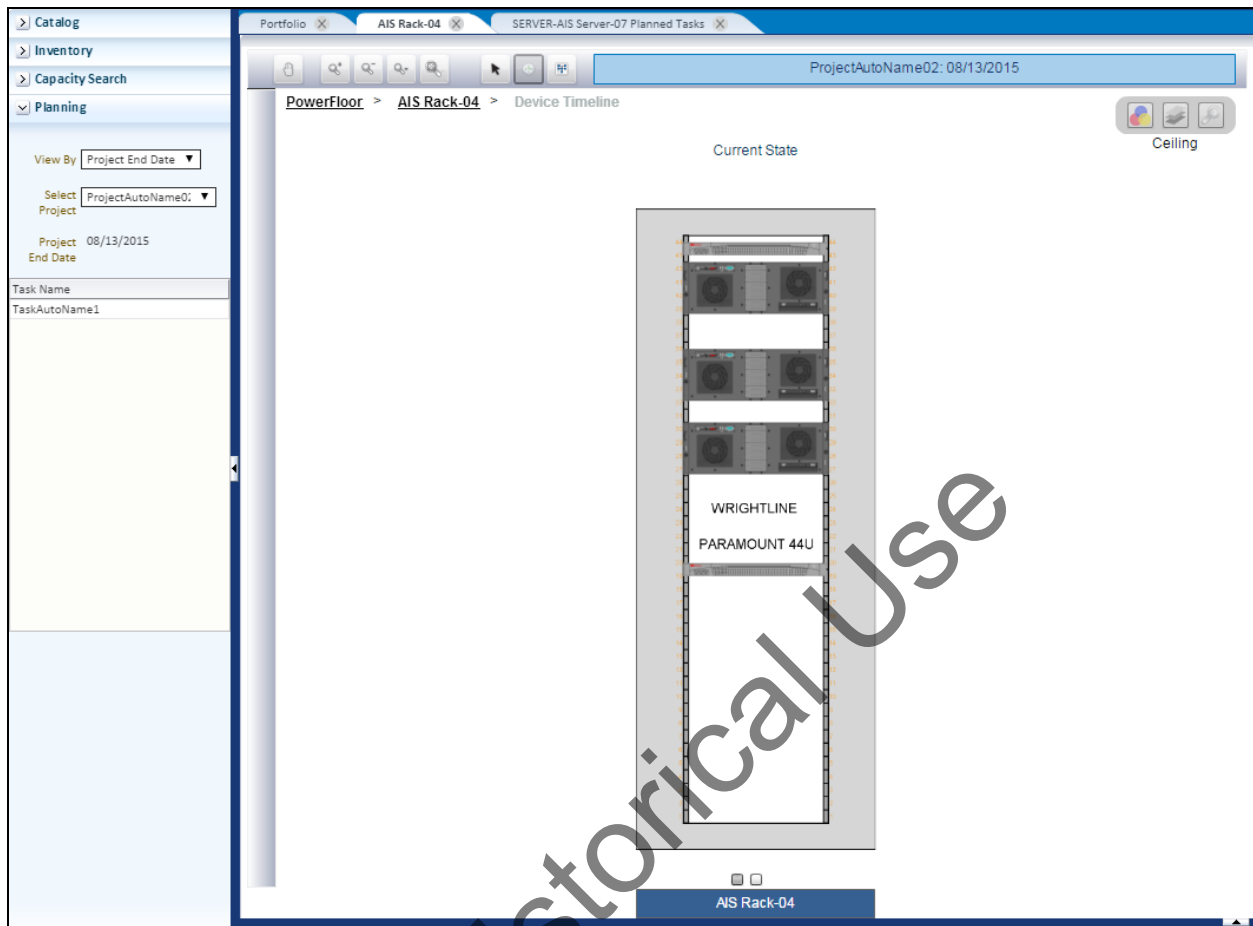 Catalog
Inventory
Capacity Search
Planning
View By Project End Date
Select Project ProjectAutoName02
Project End Date 08/13/2015
Task Name
TaskAutoName1
Portfolio
AIS Rack-04
SERVER-AIS Server-07 Planned Tasks
ProjectAutoName02: 08/13/2015
PowerFloor > AIS Rack-04 > Device Timeline
Ceiling
Current State
WRIGHTLINE
PARAMOUNT 44U
AIS Rack-04
Historical Use